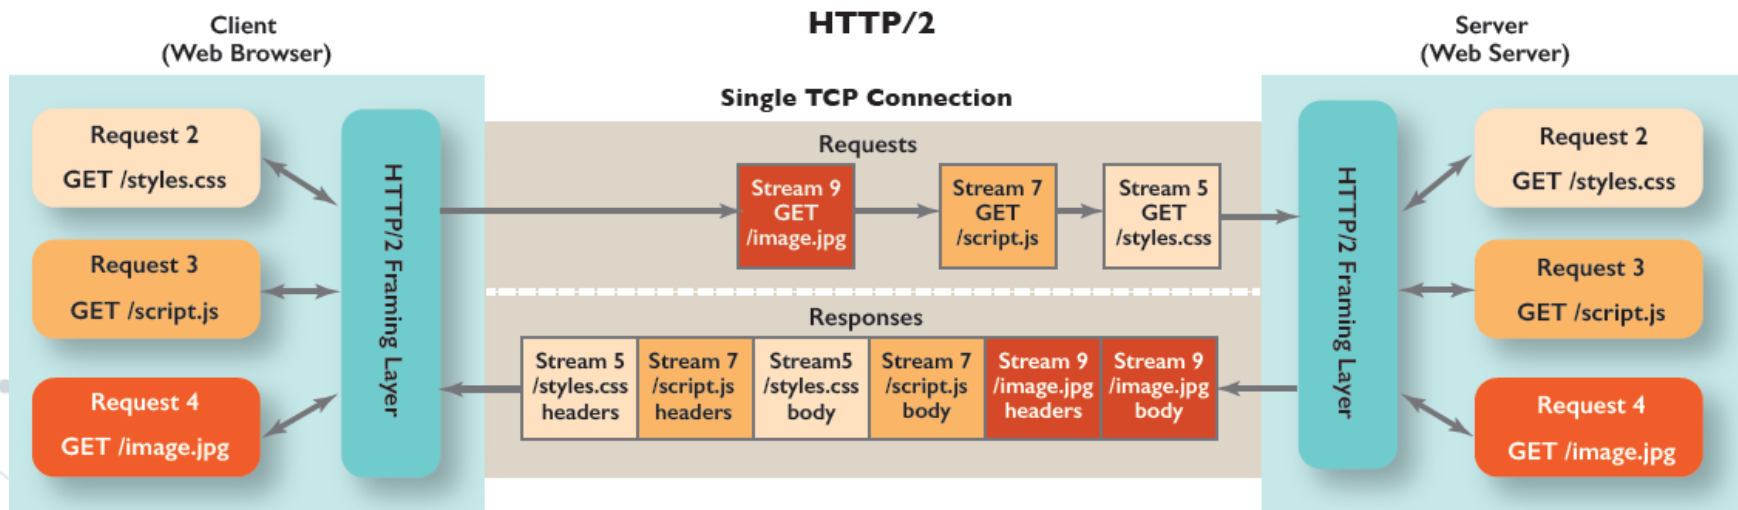 HTTP/2
Client
(Web Browser)
Server
(Web Server)
Single TCP Connection
Request 2
GET /styles.css
Request 3
GET /script.js
Request 4
GET /image.jpg
HTTP/2 Framing Layer
Requests
Stream 9
GET
/image.jpg
Stream 7
GET
/script.js
Stream 5
GET
/styles.css
Responses
Stream 5
/styles.css
headers
Stream 7
/script.js
headers
Stream5
/styles.css
body
Stream 7
/script.js
body
Stream 9
/image.jpg
headers
Stream 9
/image.jpg
body
HTTP/2 Framing Layer
Request 2
GET /styles.css
Request 3
GET /script.js
Request 4
GET /image.jpg